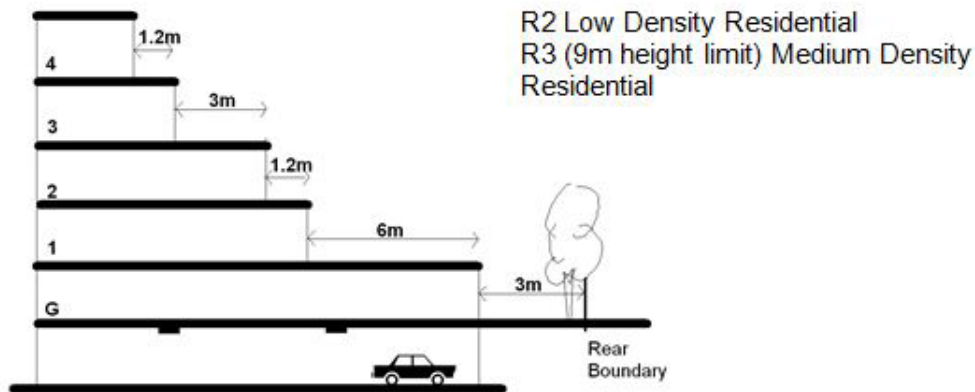 R2 Low Density Residential
R3 (9m height limit) Medium Density
Residential
1.2m
4
3m
3
1.2m
2
6m
1
3m
G
Rear
Boundary